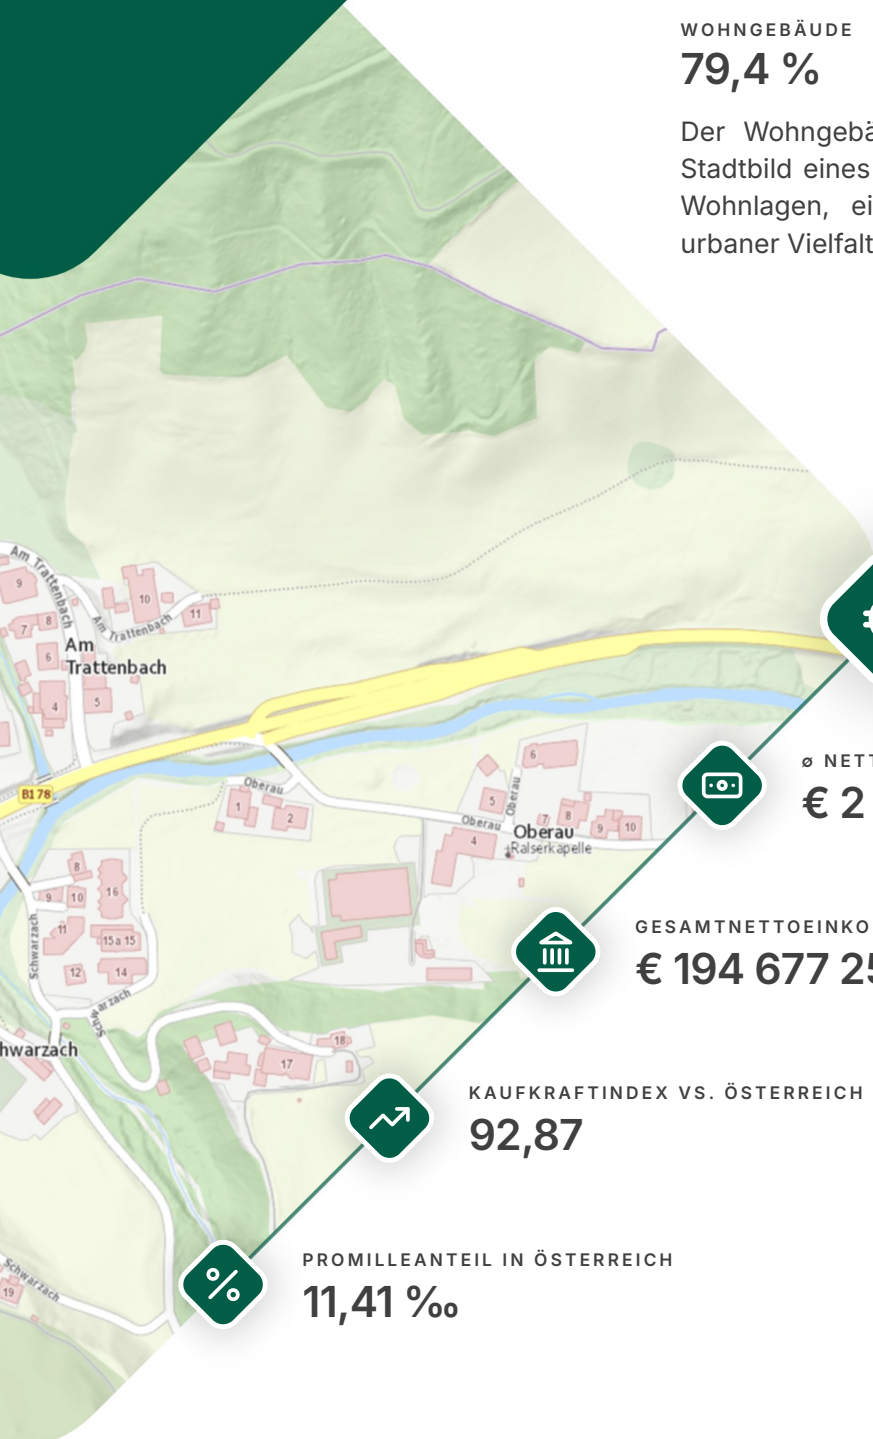 WOHNGEBÄUDE
79,4 %
Der Wohngebä
Stadtbild eines
Wohnlagen, ei
urbaner Vielfalt
Am Trattenbach
9
10
Am Trattenbach
11
8
7
Am
Trattenbach
6
5
4
B178
Oberau
6
Oberau
5
1
2
Oberau
7
8
9
10
Oberau
4
Ralserkapelle
ø NETT
€ 2
8
9
10
16
11
15a 15
Schwarzach
12
14
Schwarzach
GESAMTNETTOEINKO
€ 194 677 25
hwarzach
18
17
KAUFKRAFTINDEX VS. ÖSTERREICH
92,87
PROMILLEANTEIL IN ÖSTERREICH
11,41 ‰
Schwarzach
19